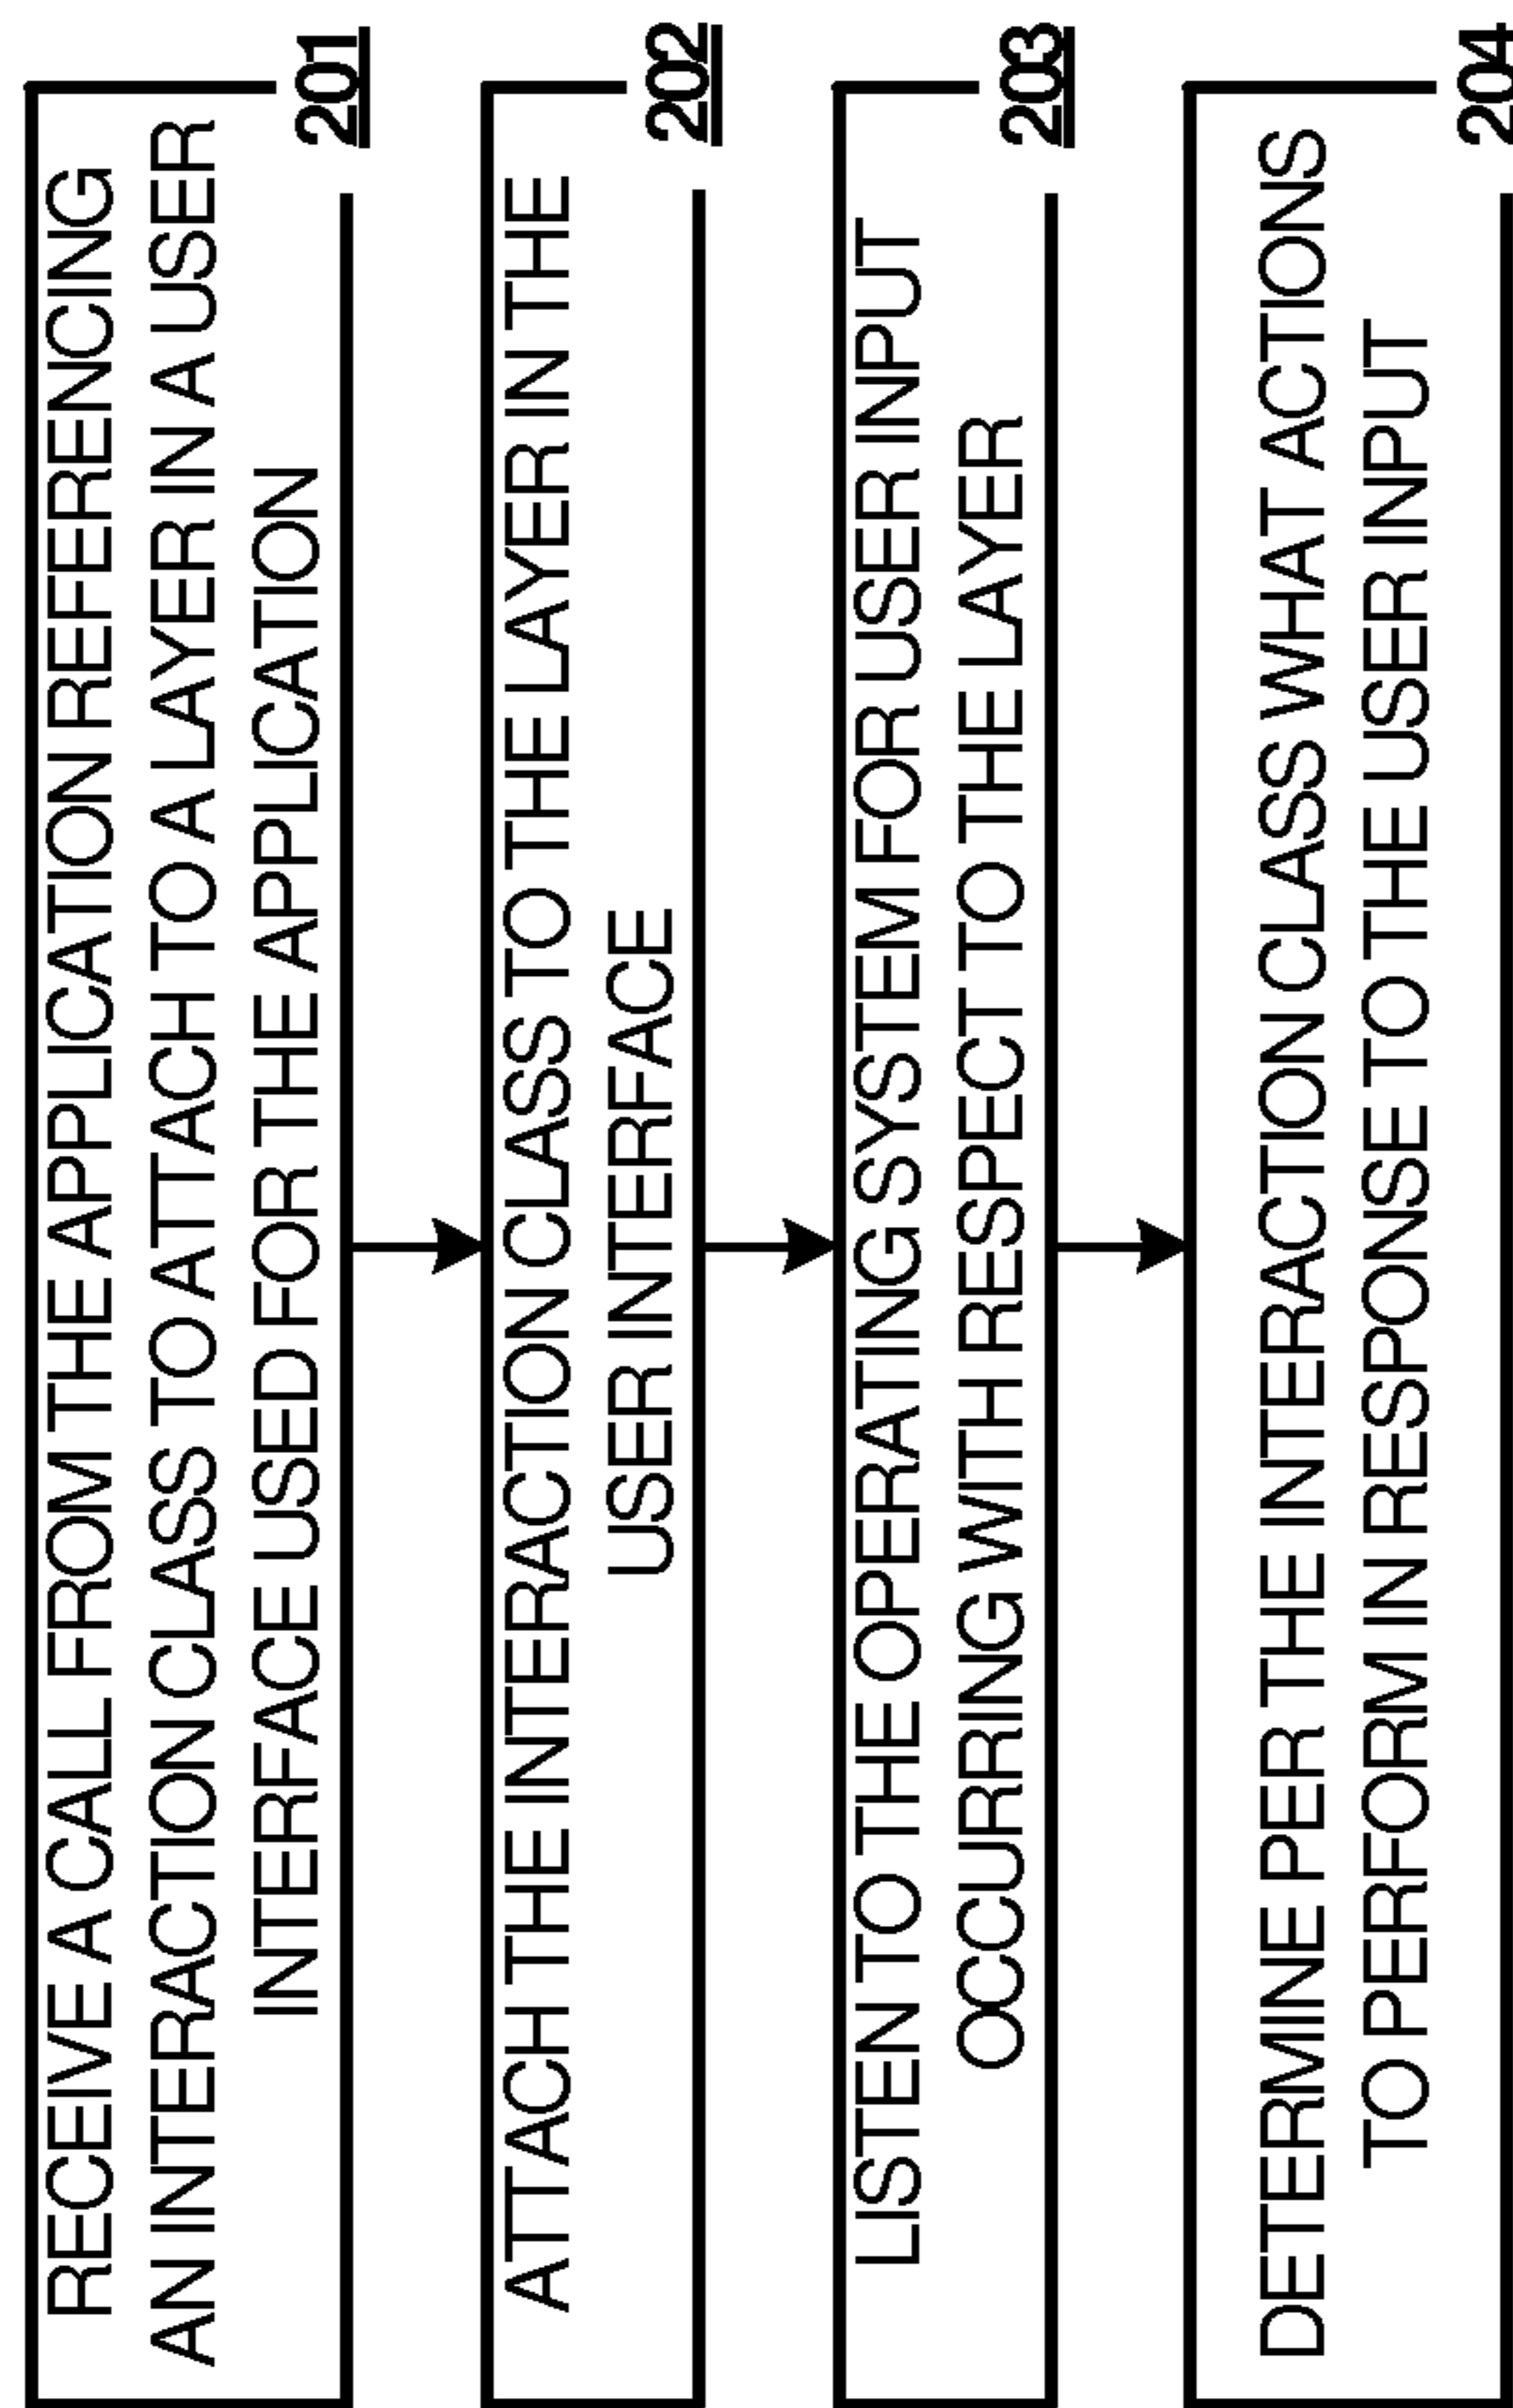 RECEIVE A CALL FROM THE APPLICATION REFERENCING
AN INTERACTION CLASS TO ATTACH TO A LAYER IN A USER
INTERFACE USED FOR THE APPLICATION
201
ATTACH THE INTERACTION CLASS TO THE LAYER IN THE
USER INTERFACE
202
LISTEN TO THE OPERATING SYSTEM FOR USER INPUT
OCCURRING WITH RESPECT TO THE LAYER
203
DETERMINE PER THE INTERACTION CLASS WHAT ACTIONS
TO PERFORM IN RESPONSE TO THE USER INPUT
204